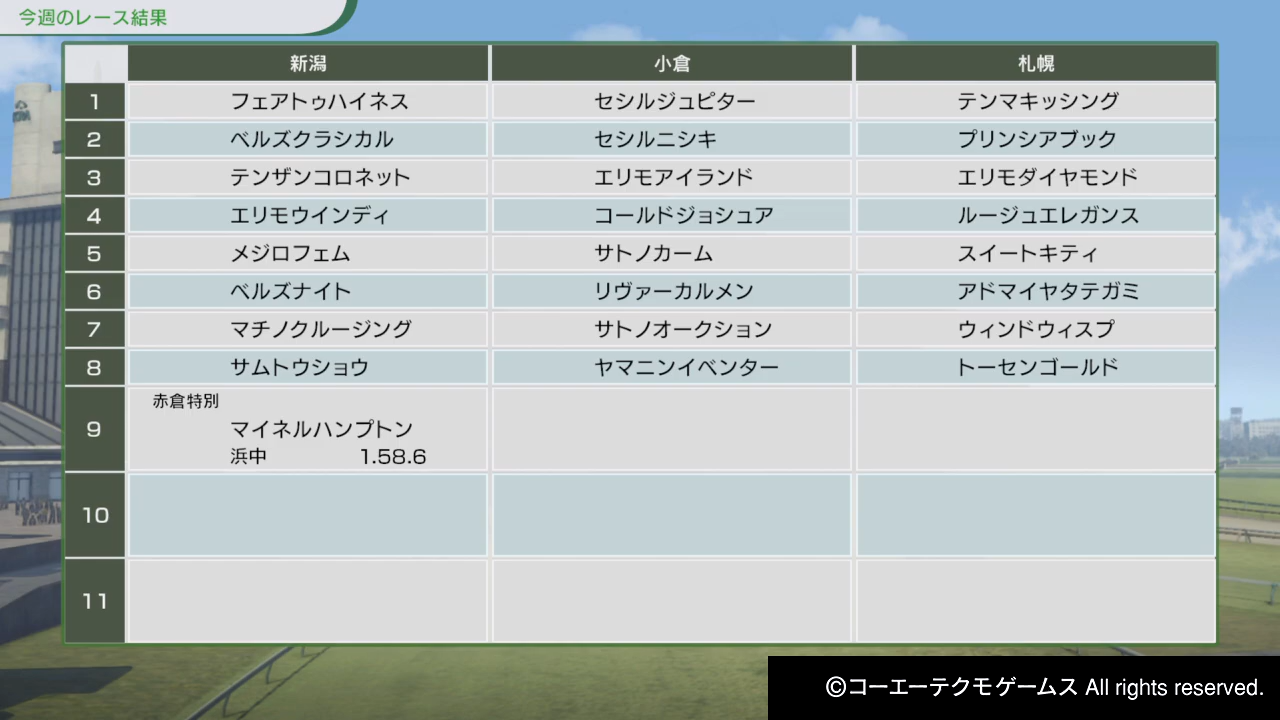 今週のレース結果
新潟 小倉 札幌
1 フェアトゥハイネス セシルジュピター テンマキッシング
2 ベルズクラシカル セシルニシキ プリンシアブック
3 テンザンコロネット エリモアイランド エリモダイヤモンド
4 エリモウインディ コールドジョシュア ルージュエレガンス
5 メジロフェム サトノカーム スイートキティ
6 ベルズナイト リヴァーカルメン アドマイヤタテガミ
7 マチノクルージング サトノオークション ウィンドウィスプ
8 サムトウショウ ヤマニンイベンター トーセンゴールド
赤倉特別
9 マイネルハンプトン
浜中 1.58.6
10
11
©コーエーテクモゲームス All rights reserved.